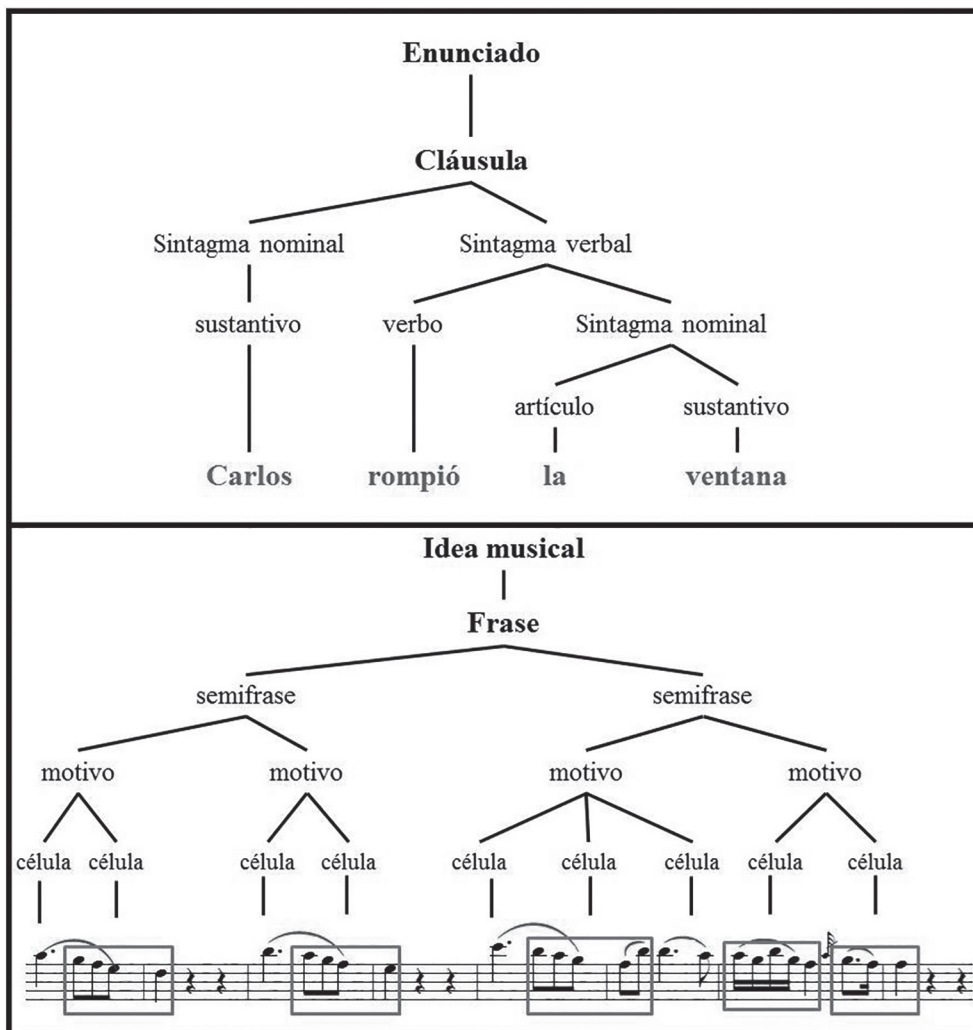 Enunciado
Cláusula
Sintagma nominal Sintagma verbal
sustantivo verbo Sintagma nominal
artículo sustantivo
Carlos rompió la ventana
Idea musical
Frase
semifrase semifrase
motivo motivo motivo motivo
célula célula célula célula célula célula célula célula célula